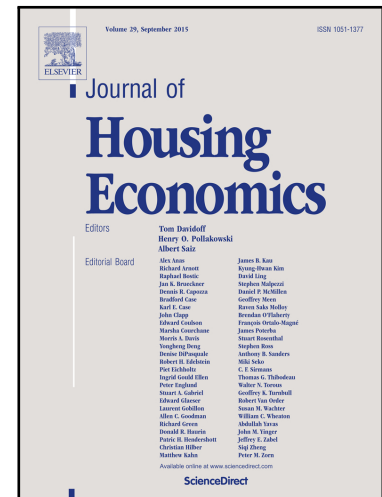 Volume 29, September 2015 ISSN 1051-1377
ELSEVIER
Journal of
Housing
Economics
Editors
Tom Davidoff
Henry O. Pollakowski
Albert Saiz
Editorial Board
Alex Anas
Richard Arnott
Raphael Bostic
Jan K. Brueckner
Dennis R. Capozza
Bradford Case
Karl E. Case
John Clapp
Edward Coulson
Marsha Courchane
Morris A. Davis
Yongheng Deng
Denise DiPasquale
Robert H. Edelstein
Piet Eichholtz
Ingrid Gould Ellen
Peter Englund
Stuart A. Gabriel
Edward Glaeser
Laurent Gobillon
Allen C. Goodman
Richard Green
Donald R. Haurin
Patric H. Hendershott
Christian Hilber
Matthew Kahn
James B. Kau
Kyung-Hwan Kim
David Ling
Stephen Malpezzi
Daniel P. McMillen
Geoffrey Meen
Raven Saks Molloy
Brendan O'Flaherty
François Ortalo-Magné
James Poterba
Stuart Rosenthal
Stephen Ross
Anthony B. Sanders
Miki Seko
C. F. Sirmans
Thomas G. Thibodeau
Walter N. Torous
Geoffrey K. Turnbull
Robert Van Order
Susan M. Wachter
William C. Wheaton
Abdullah Yavas
John M. Yinger
Jeffrey E. Zabel
Siqi Zheng
Peter M. Zorn
Available online at www.sciencedirect.com
ScienceDirect